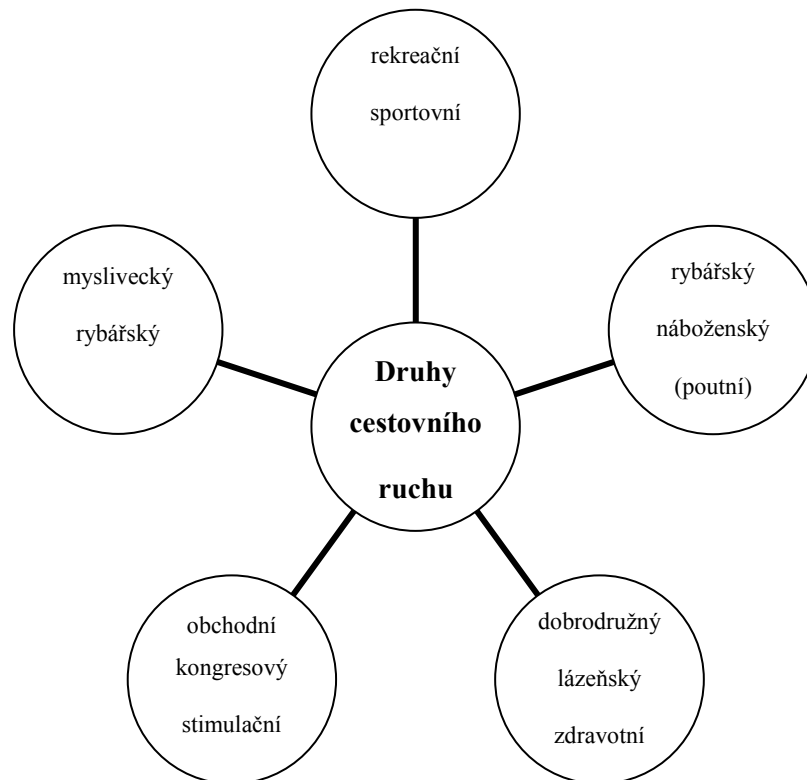 rekreační
sportovní
myslivecký
rybářský
rybářský
náboženský
(poutní)
Druhy
cestovního
ruchu
obchodní
kongresový
stimulační
dobrodružný
lázeňský
zdravotní